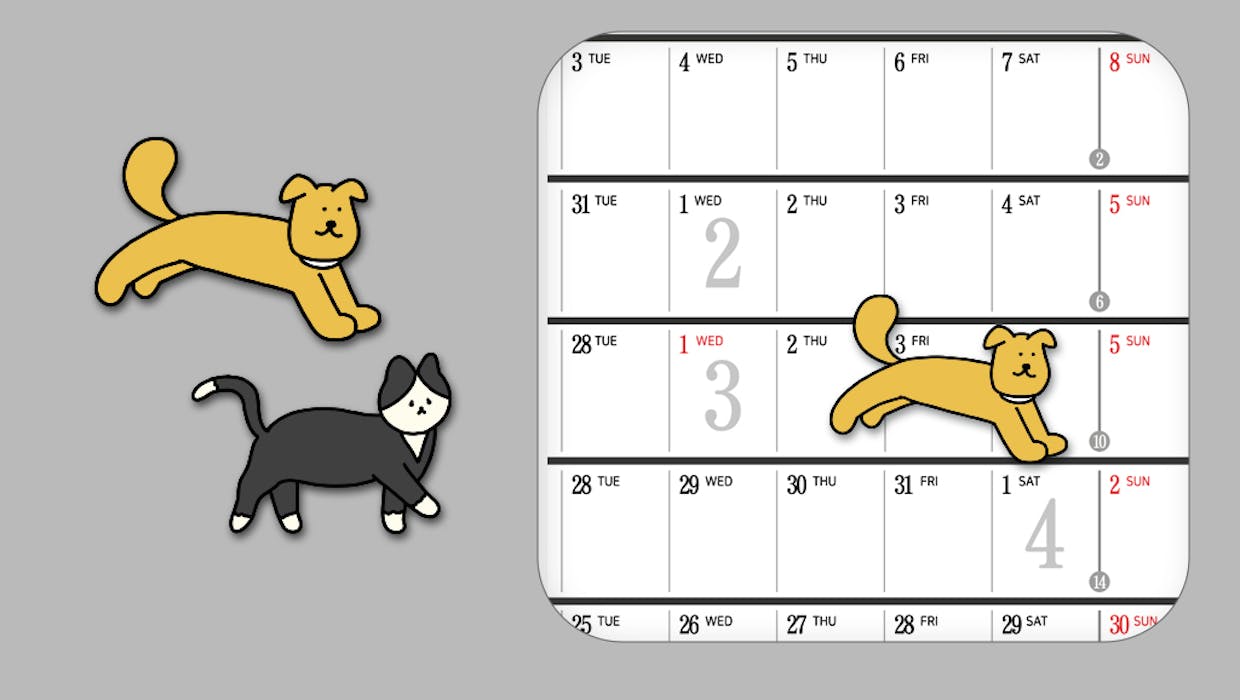 3 TUE 4 WED 5 THU 6 FRI 7 SAT 8 SUN
2
31 TUE 1 WED 2 THU 3 FRI 4 SAT 5 SUN
2
6
28 TUE 1 WED 2 THU 3 FRI 5 SUN
3
10
28 TUE 29 WED 30 THU 31 FRI 1 SAT 2 SUN
4
14
25 TUE 26 WED 27 THU 28 FRI 29 SAT 30 SUN